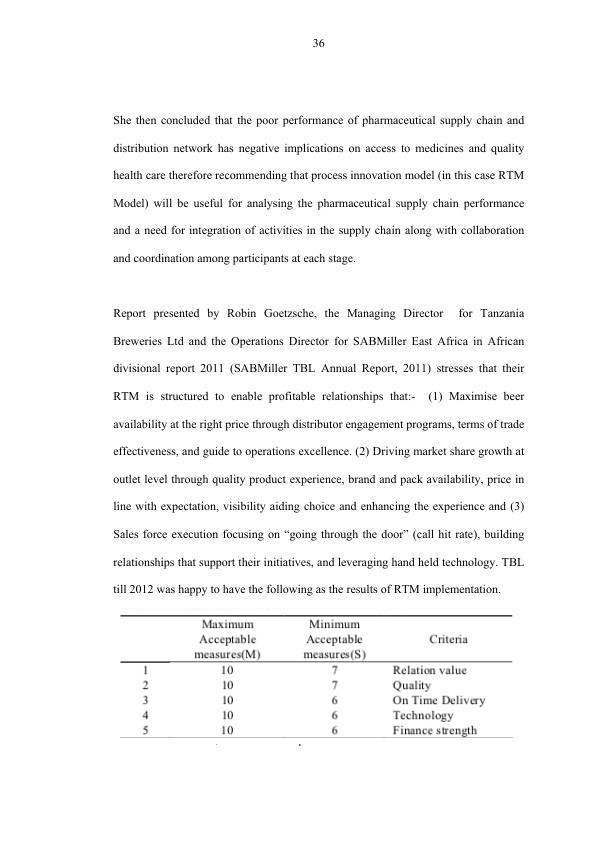 36
She then concluded that the poor performance of pharmaceutical supply chain and
distribution network has negative implications on access to medicines and quality
health care therefore recommending that process innovation model (in this case RTM
Model) will be useful for analysing the pharmaceutical supply chain performance
and a need for integration of activities in the supply chain along with collaboration
and coordination among participants at each stage.
Report presented by Robin Goetzsche, the Managing Director for Tanzania
Breweries Ltd and the Operations Director for SABMiller East Africa in African
divisional report 2011 (SABMiller TBL Annual Report, 2011) stresses that their
RTM is structured to enable profitable relationships that:- (1) Maximise beer
availability at the right price through distributor engagement programs, terms of trade
effectiveness, and guide to operations excellence. (2) Driving market share growth at
outlet level through quality product experience, brand and pack availability, price in
line with expectation, visibility aiding choice and enhancing the experience and (3)
Sales force execution focusing on “going through the door” (call hit rate), building
relationships that support their initiatives, and leveraging hand held technology. TBL
till 2012 was happy to have the following as the results of RTM implementation.
Maximum Acceptable measures(M) Minimum Acceptable measures(S) Criteria
1 10 7 Relation value
2 10 7 Quality
3 10 6 On Time Delivery
4 10 6 Technology
5 10 6 Finance strength